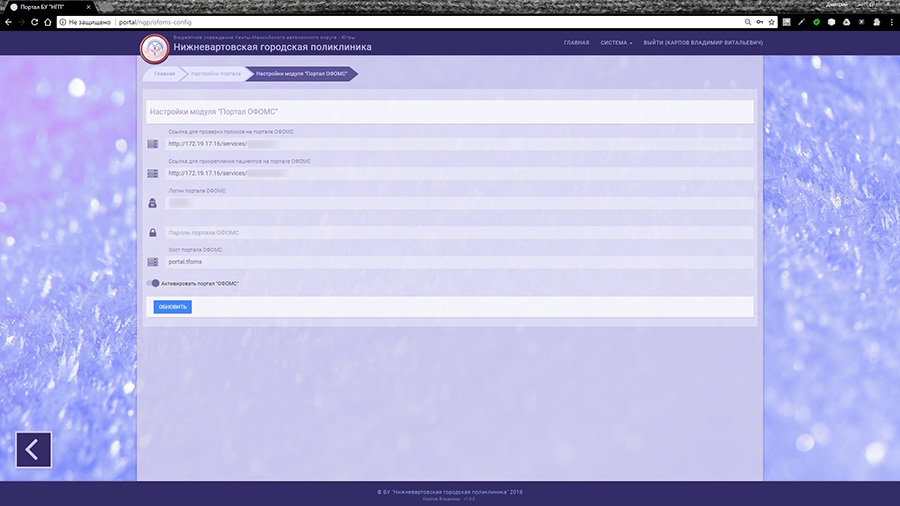 Портал БУ "НГП"
Дмитрий
Не защищено | portal/ngp/ofoms-config
Бюджетное учреждение Ханты-Мансийского автономного округа - Югры
Нижневартовская городская поликлиника
ГЛАВНАЯ СИСТЕМА ВЫЙТИ (КАРПОВ ВЛАДИМИР ВИТАЛЬЕВИЧ)
Главная Настройки портала Настройки модуля "Портал ОФОМС"
Настройки модуля "Портал ОФОМС"
Ссылка для проверки полисов на портале ОФОМС
http://172.19.17.16/services/
Ссылка для прикрепления пациентов на портале ОФОМС
http://172.19.17.16/services/
Логин портала ОФОМС
Пароль портала ОФОМС
Хост портала ОФОМС
portal.tfoms
Активировать портал "ОФОМС"
ОБНОВИТЬ
© БУ "Нижневартовская городская поликлиника" 2018
Карпов Владимир v1.2.0